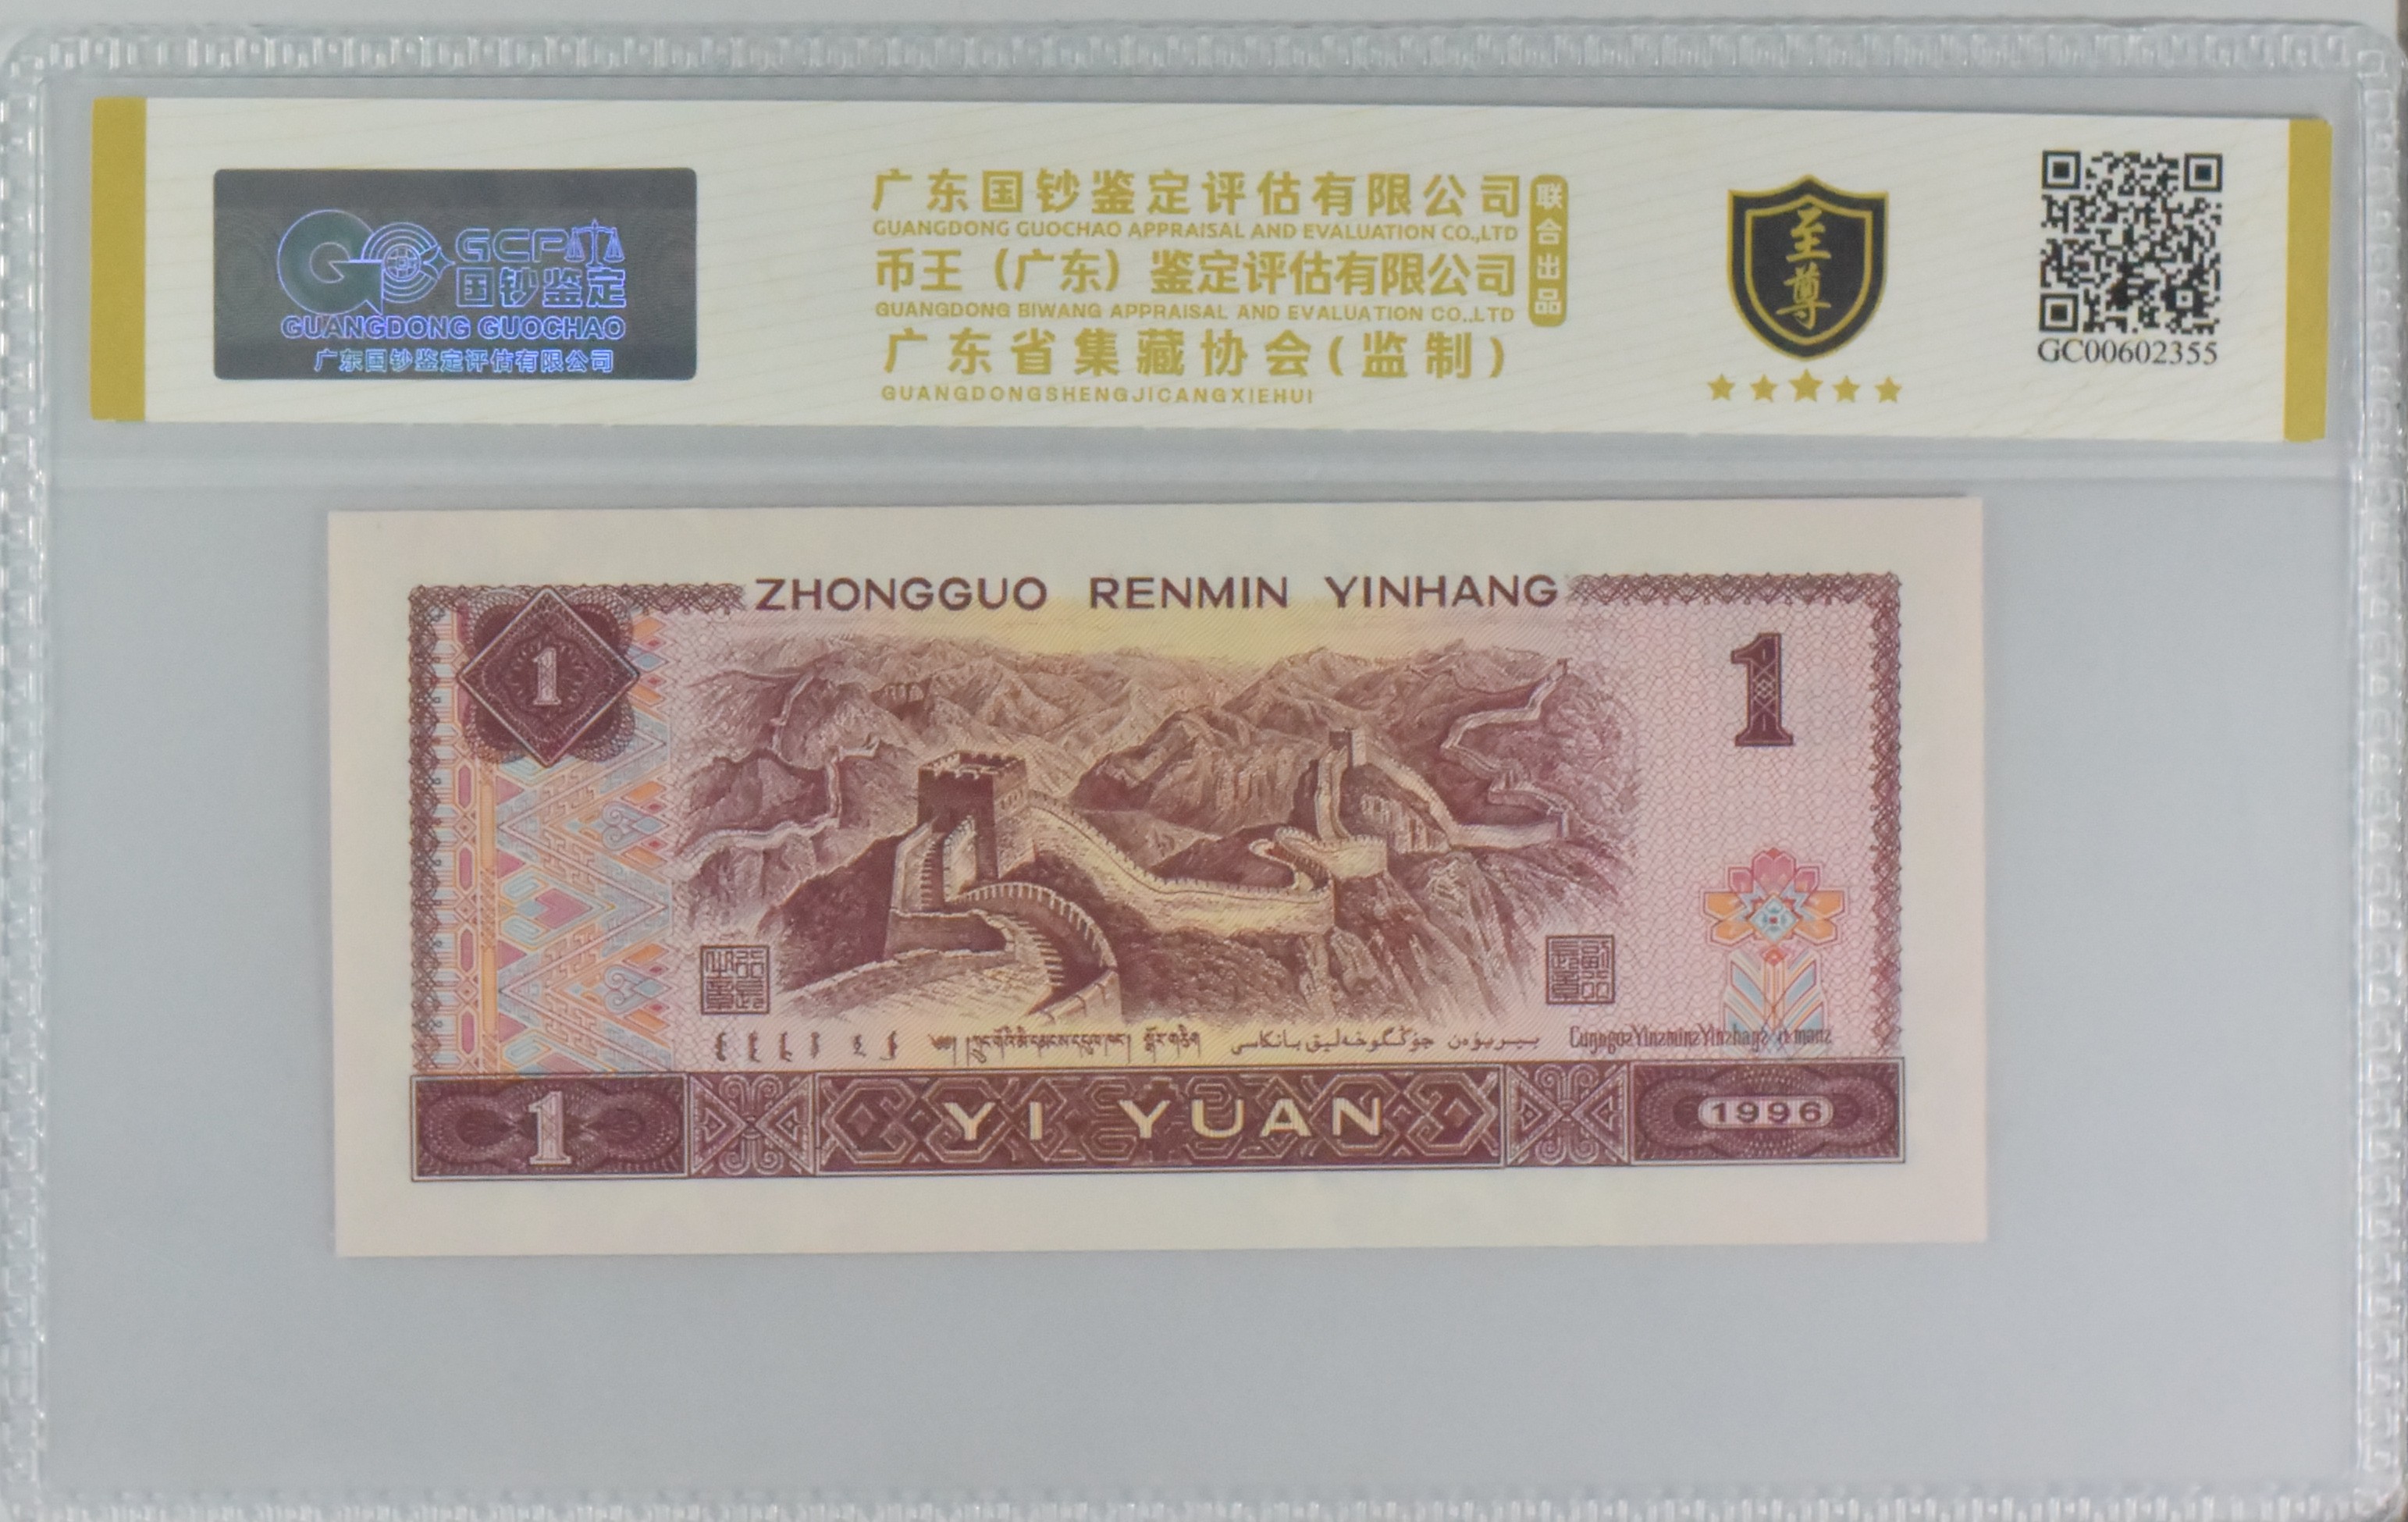 GCP
国钞鉴定
GUANGDONG GUOCHAO
广东国钞鉴定评估有限公司
广东国钞鉴定评估有限公司
GUANGDONG GUOCHAO APPRAISAL AND EVALUATION CO.,LTD
币王（广东）鉴定评估有限公司
GUANGDONG BIWANG APPRAISAL AND EVALUATION CO.,LTD
广东省集藏协会(监制)
GUANGDONGSHENGJICANGXIEHUI
联合出品
至尊
GC00602355
ZHONGGUO RENMIN YINHANG
1
1
1
YI YUAN
1996